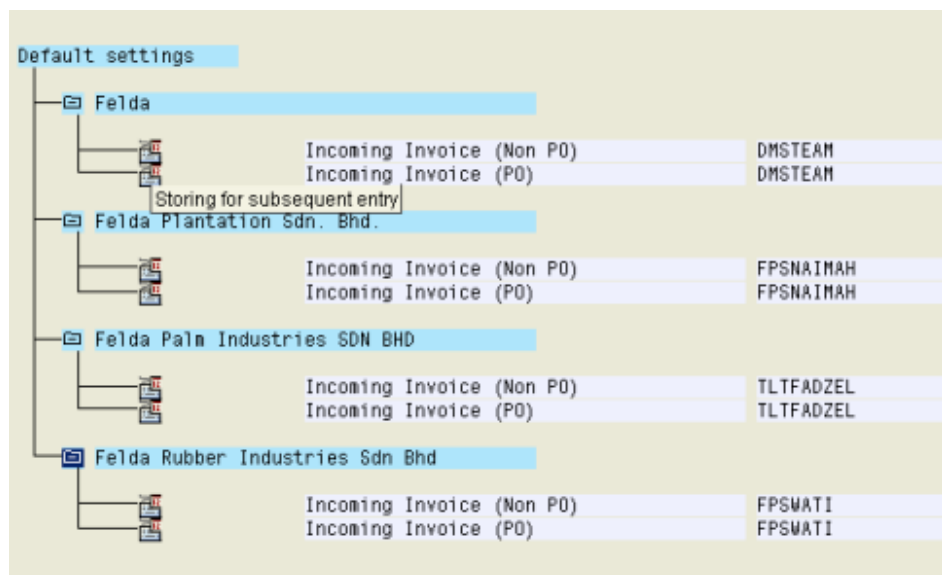 Default settings
Felda
Incoming Invoice (Non PO) DMSTEAM
Incoming Invoice (PO) DMSTEAM
Storing for subsequent entry
Felda Plantation Sdn. Bhd.
Incoming Invoice (Non PO) FPSNAIMAH
Incoming Invoice (PO) FPSNAIMAH
Felda Palm Industries SDN BHD
Incoming Invoice (Non PO) TLTFADZEL
Incoming Invoice (PO) TLTFADZEL
Felda Rubber Industries Sdn Bhd
Incoming Invoice (Non PO) FPSWATI
Incoming Invoice (PO) FPSWATI